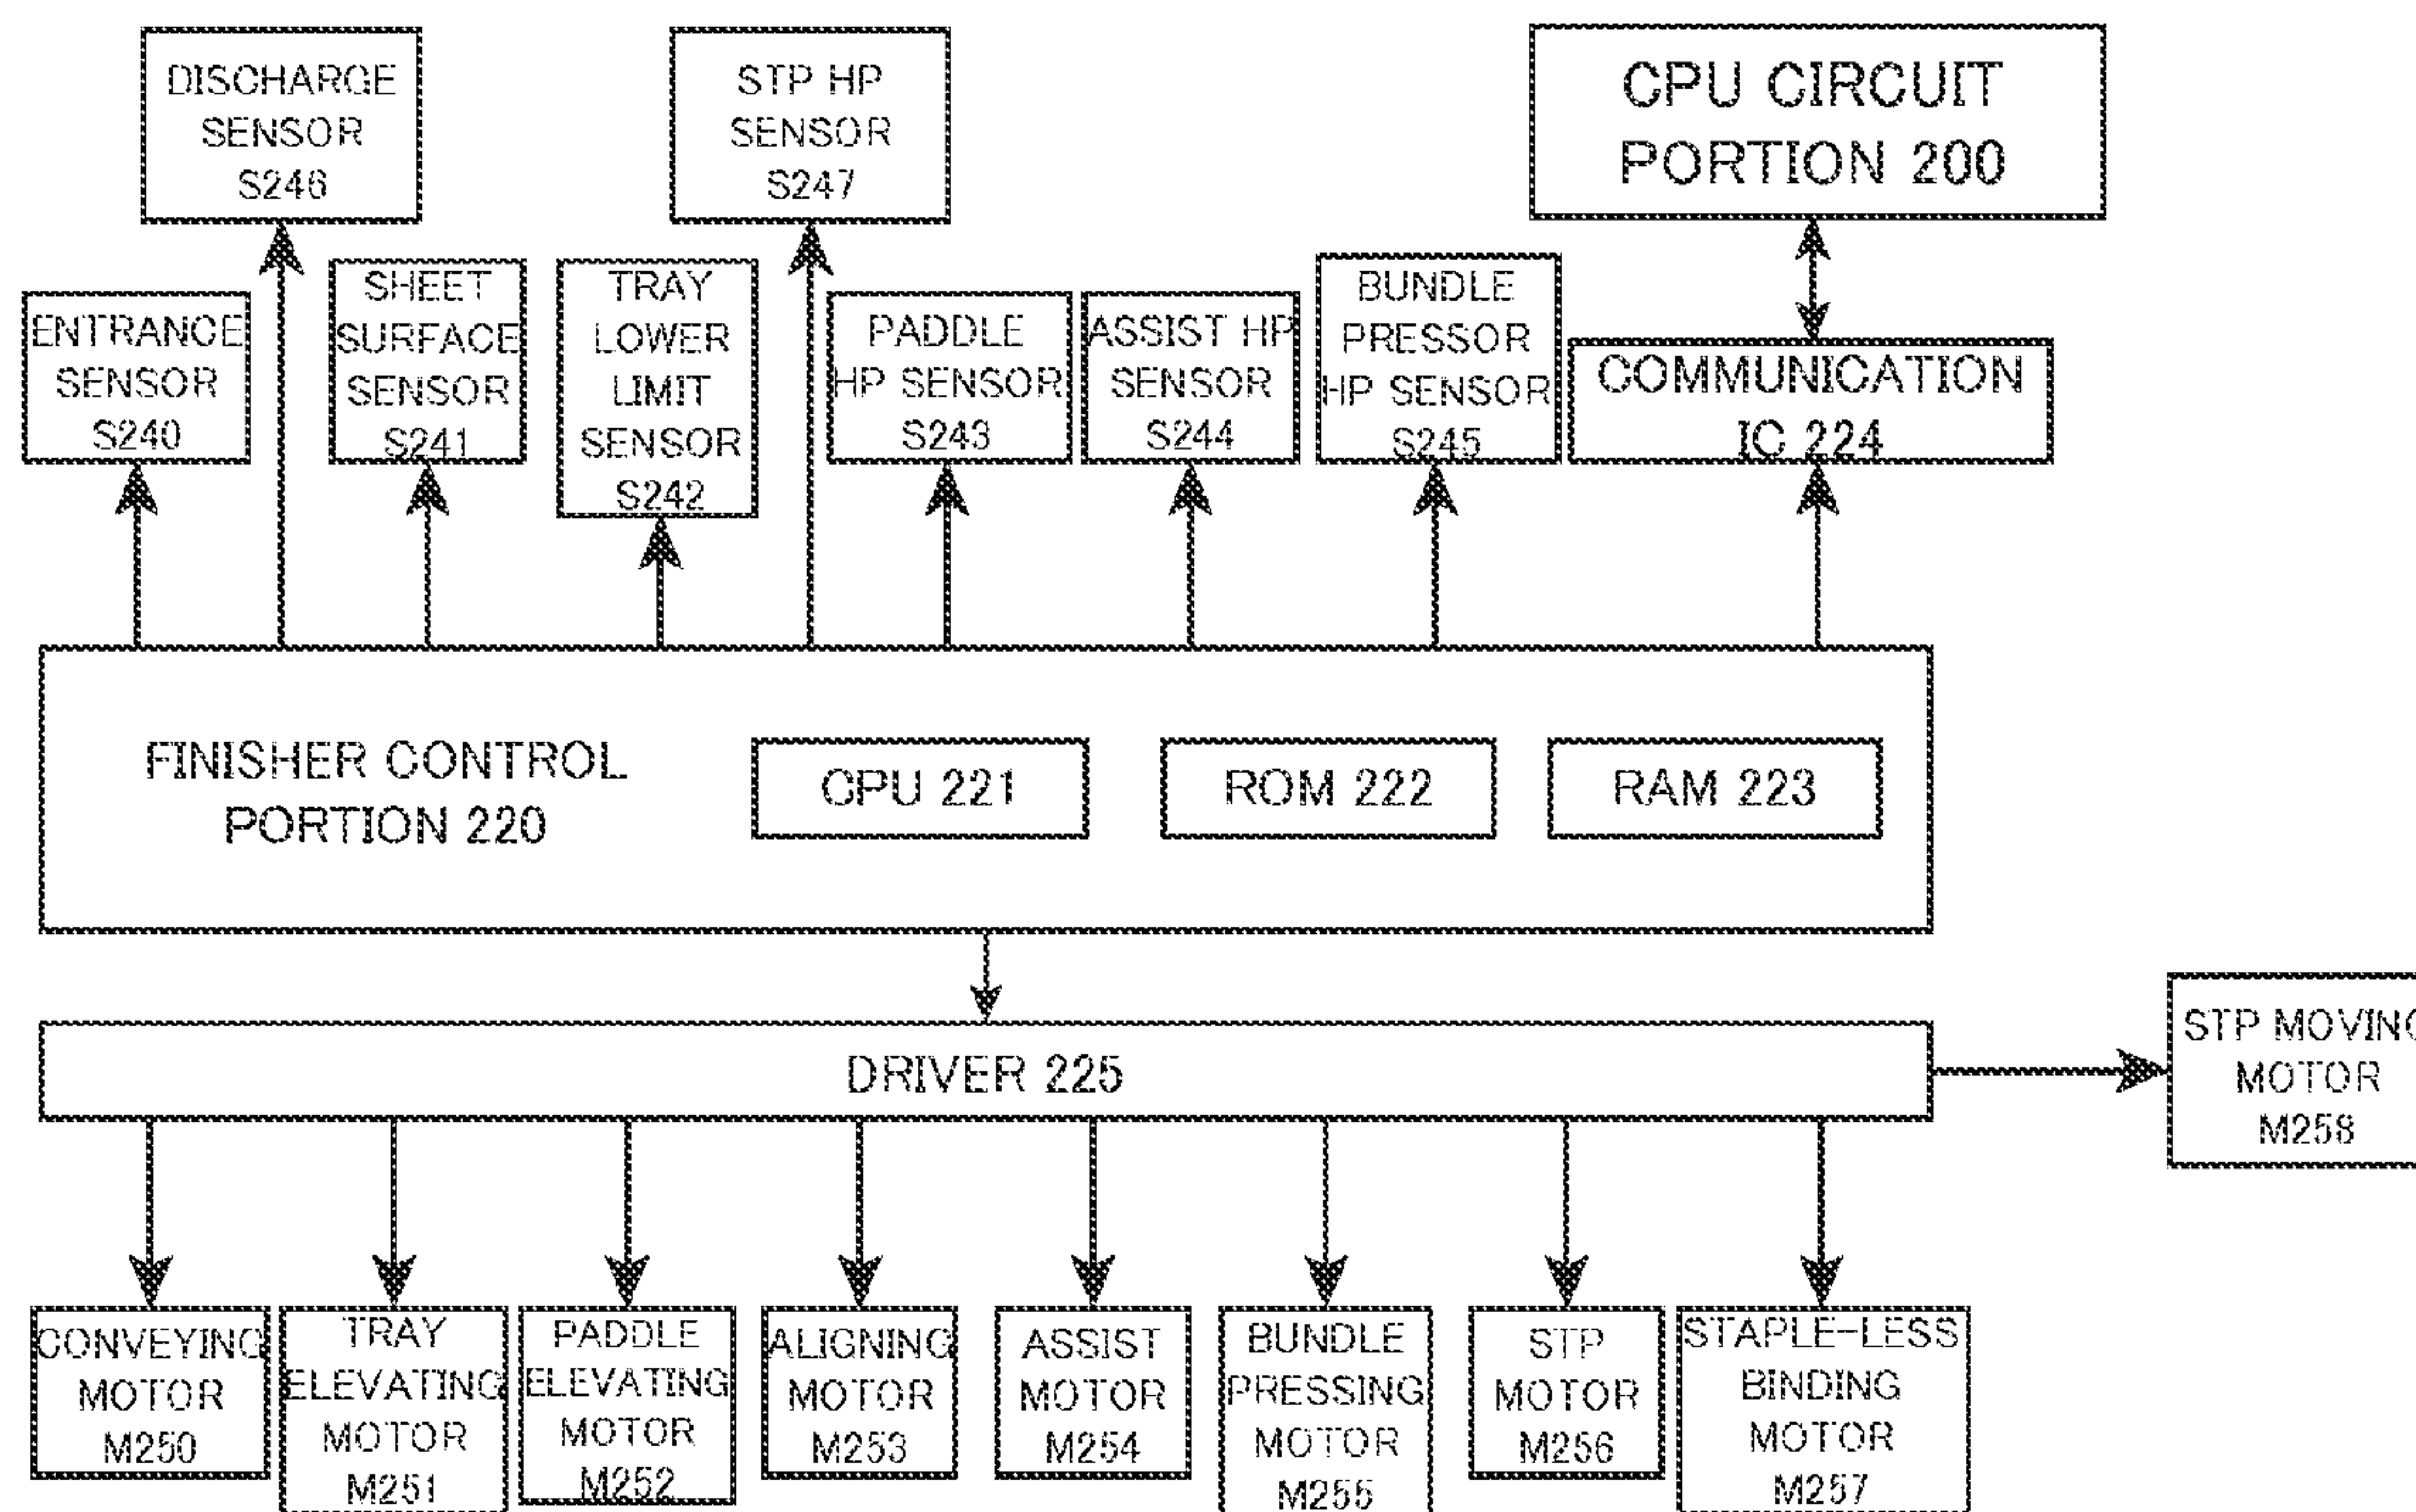 DISCHARGE
SENSOR
S246
STP HP
SENSOR
S247
CPU CIRCUIT
PORTION 200
ENTRANCE
SENSOR
S240
SHEET
SURFACE
SENSOR
S241
TRAY
LOWER
LIMIT
SENSOR
S242
PADDLE
HP SENSOR
S243
ASSIST HP
SENSOR
S244
BUNDLE
PRESSOR
HP SENSOR
S245
COMMUNICATION
IC 224
FINISHER CONTROL
PORTION 220
CPU 221
ROM 222
RAM 223
DRIVER 225
STP MOVING
MOTOR
M258
CONVEYING
MOTOR
M250
TRAY
ELEVATING
MOTOR
M251
PADDLE
ELEVATING
MOTOR
M252
ALIGNING
MOTOR
M253
ASSIST
MOTOR
M254
BUNDLE
PRESSING
MOTOR
M255
STP
MOTOR
M256
STAPLE-LESS
BINDING
MOTOR
M257